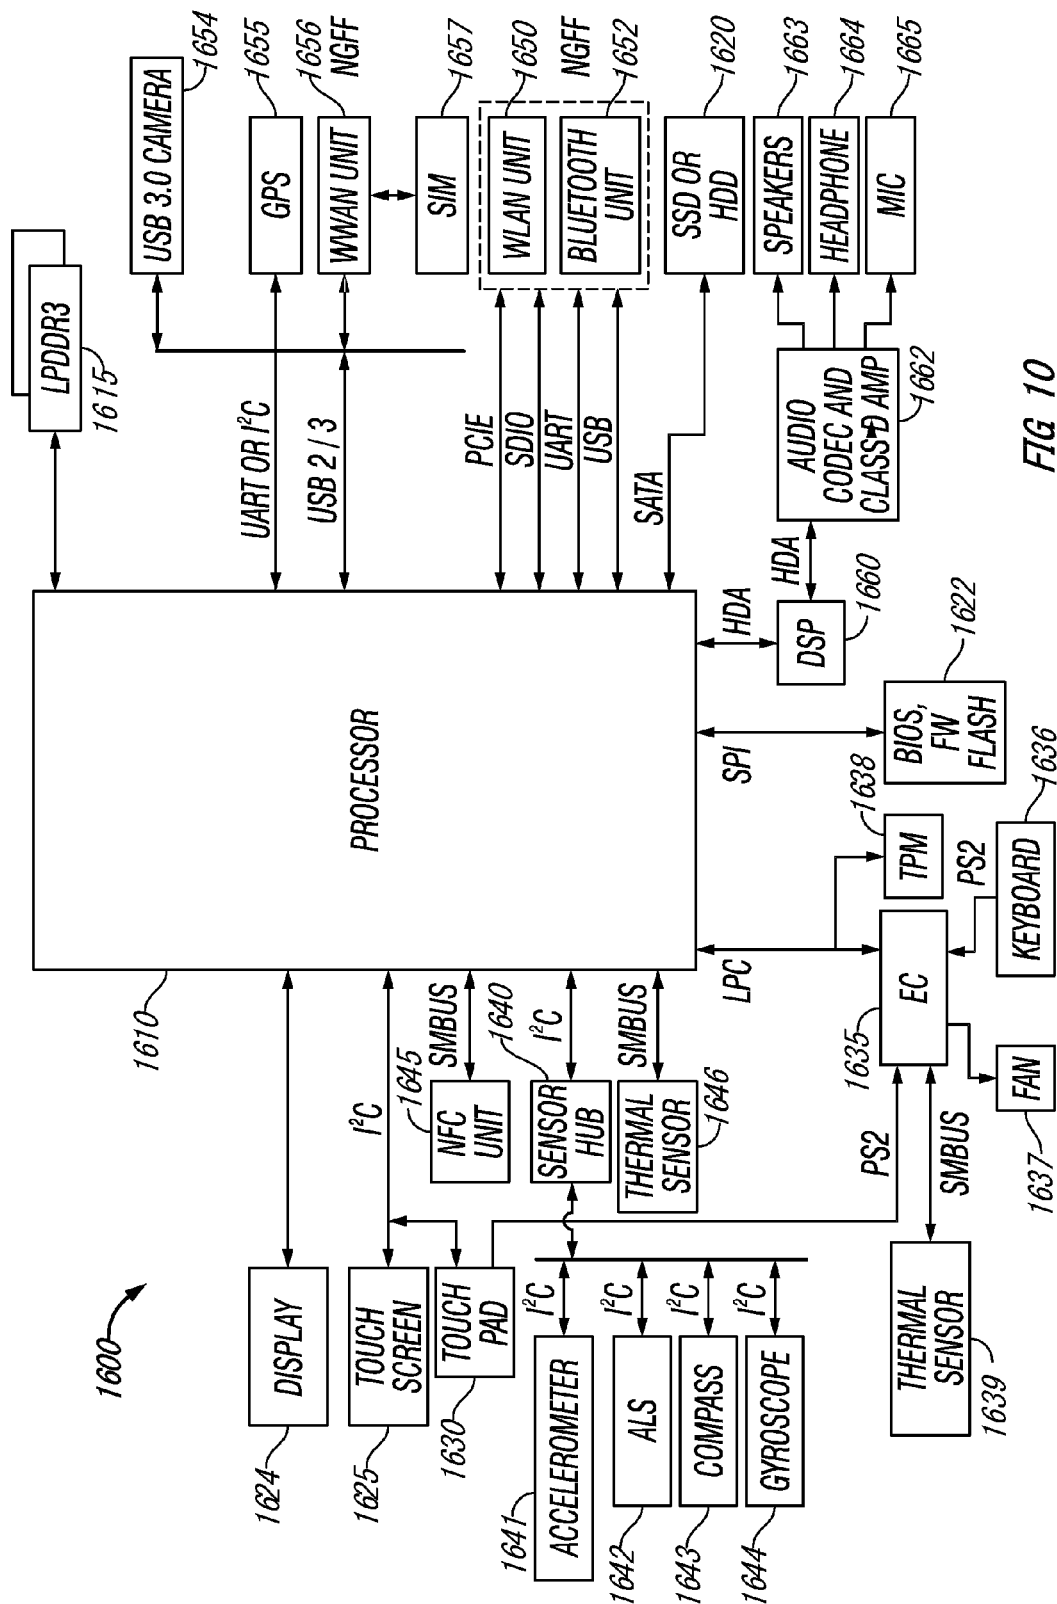 1600
DISPLAY
1624
TOUCH
SCREEN
1625
TOUCH
PAD
1630
ACCELEROMETER
1641
ALS
1642
COMPASS
1643
GYROSCOPE
1644
I²C
I²C
I²C
I²C
THERMAL
SENSOR
1639
I²C
NFC
UNIT
1645
SMBUS
SENSOR
HUB
1640
I²C
THERMAL
SENSOR
1646
SMBUS
PS2
SMBUS
FAN
1637
EC
1635
LPC
KEYBOARD
1636
PS2
TPM
1638
BIOS,
FW
FLASH
1622
SPI
1610
PROCESSOR
LPDDR3
1615
UART OR I²C
USB 2 / 3
PCIE
SDIO
UART
USB
SATA
HDA
DSP
1660
HDA
AUDIO
CODEC AND
CLASS D AMP
1662
USB 3.0 CAMERA
1654
GPS
1655
WWAN UNIT
1656
NGFF
SIM
1657
WLAN UNIT
1650
BLUETOOTH
UNIT
NGFF
1652
SSD OR
HDD
1620
SPEAKERS
1663
HEADPHONE
1664
MIC
1665
FIG 10